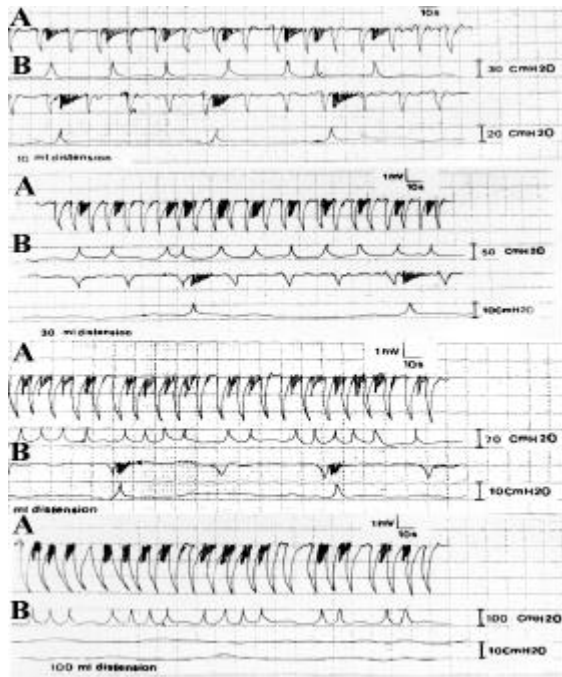 A
10s
B
30 CmH2O
20 CmH2O
10 ml distension
A
1mV
10s
B
50 CmH2O
10CmH2O
30 ml distension
A
1mV
10s
70 CmH2O
B
10CmH2O
ml distension
A
1mV
10s
B
100 CmH2O
10CmH2O
100 ml distension